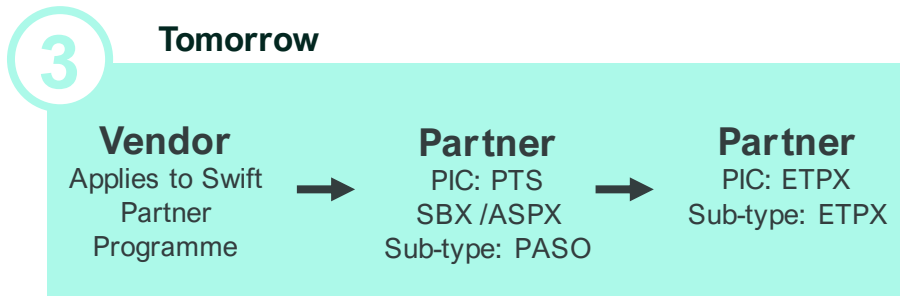 3
Tomorrow
Vendor
Applies to Swift
Partner
Programme
Partner
PIC: PTS
SBX /ASPX
Sub-type: PASO
Partner
PIC: ETPX
Sub-type: ETPX